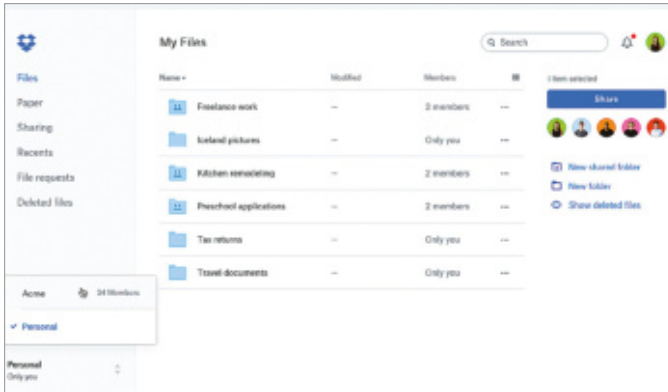 My Files
Search
Files
Paper
Sharing
Recents
File requests
Deleted files
Name Modified Members
Freelance work -- 3 members
Iceland pictures -- Only you
Kitchen remodeling -- 2 members
Preschool applications -- 2 members
Tax returns -- Only you
Travel documents -- Only you
1 item selected
Share
New shared folder
New folder
Show deleted files
Acme 24 Members
Personal
Personal
Only you